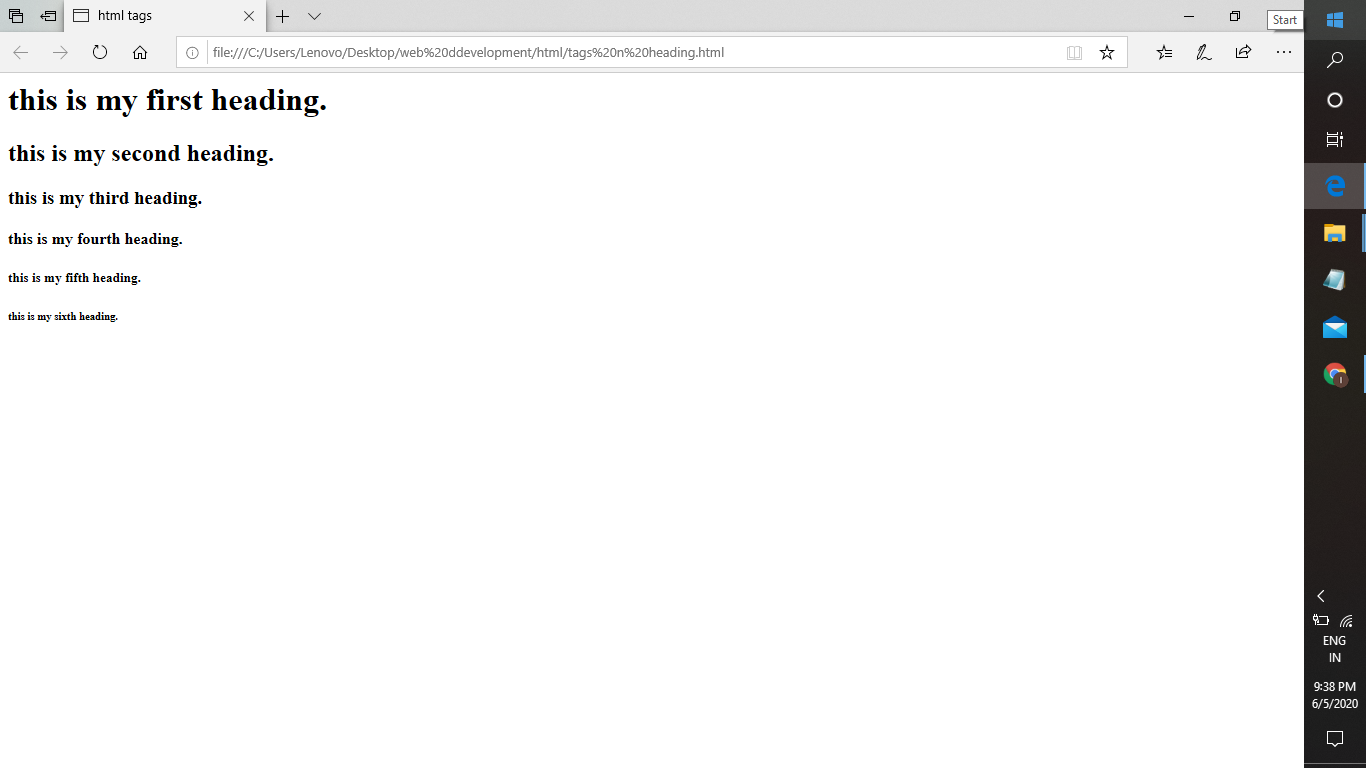 html tags
Start
file:///C:/Users/Lenovo/Desktop/web%20ddevelopment/html/tags%20n%20heading.html
this is my first heading.
this is my second heading.
this is my third heading.
this is my fourth heading.
this is my fifth heading.
this is my sixth heading.
ENG
IN
9:38 PM
6/5/2020